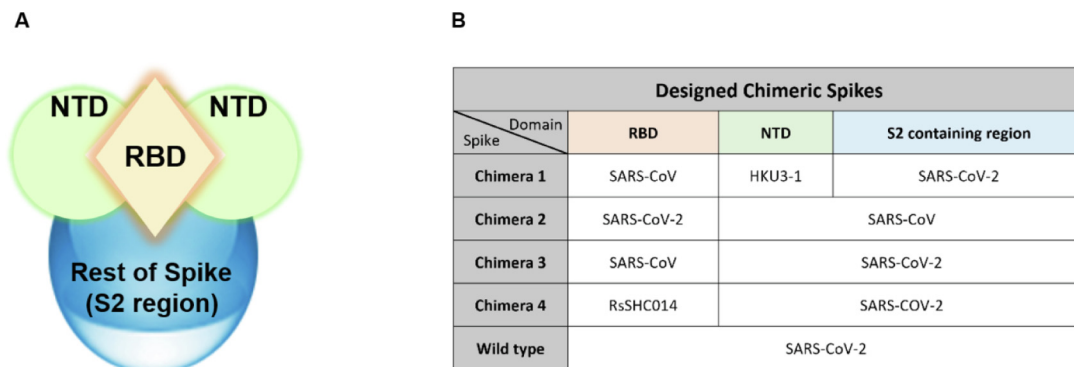 A
NTD
NTD
RBD
Rest of Spike
(S2 region)
B
Designed Chimeric Spikes
Domain
Spike
RBD
NTD
S2 containing region
Chimera 1
SARS-CoV
HKU3-1
SARS-CoV-2
Chimera 2
SARS-CoV-2
SARS-CoV
Chimera 3
SARS-CoV
SARS-CoV-2
Chimera 4
RsSHC014
SARS-COV-2
Wild type
SARS-CoV-2